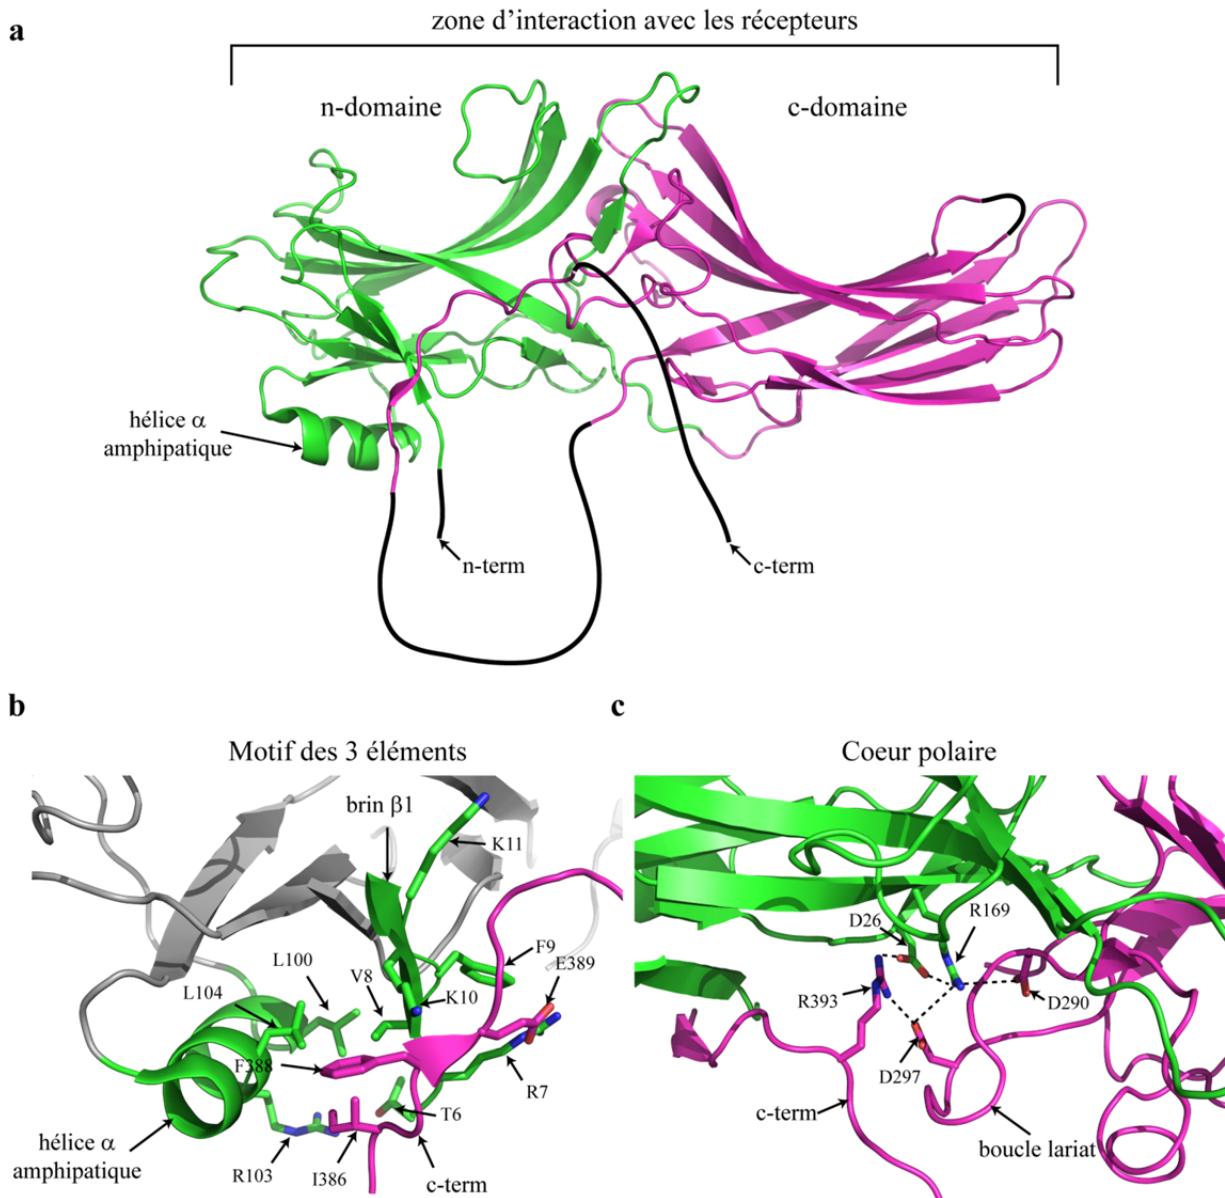 a
zone d’interaction avec les récepteurs
n-domaine
c-domaine
hélice α
amphipatique
n-term
c-term
b
Motif des 3 éléments
brin β1
K11
L100
L104
V8
F9
E389
K10
F388
R7
T6
hélice α
amphipatique
R103
I386
c-term
c
Coeur polaire
D26
R169
R393
D290
D297
c-term
boucle lariat